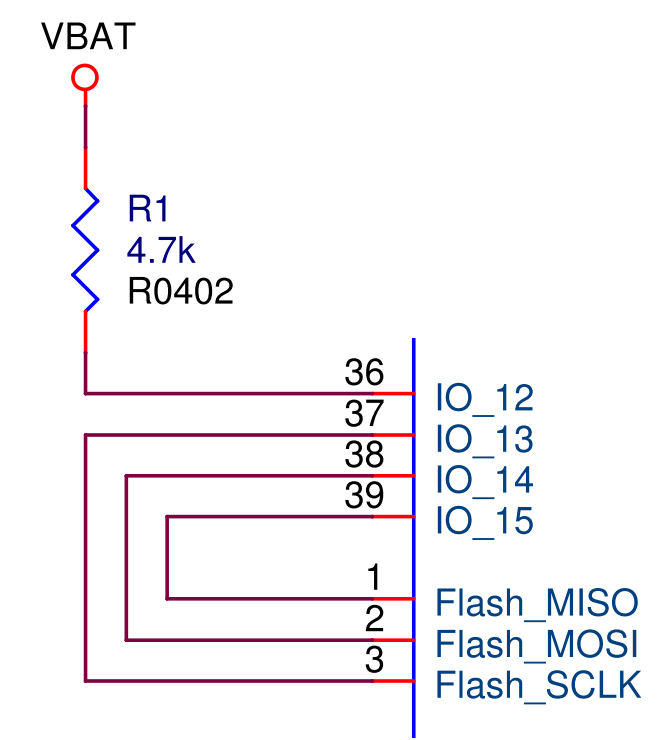 VBAT
R1
4.7k
R0402
36 IO_12
37 IO_13
38 IO_14
39 IO_15
1 Flash_MISO
2 Flash_MOSI
3 Flash_SCLK